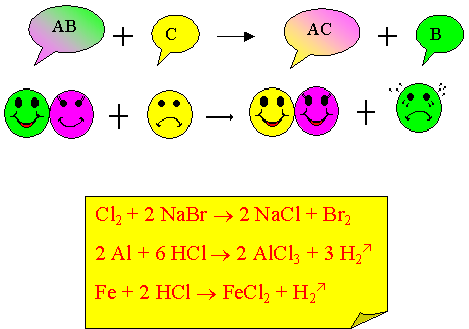 AB + C → AC + B
+ → +
Cl₂ + 2 NaBr → 2 NaCl + Br₂
2 Al + 6 HCl → 2 AlCl₃ + 3 H₂↗
Fe + 2 HCl → FeCl₂ + H₂↗